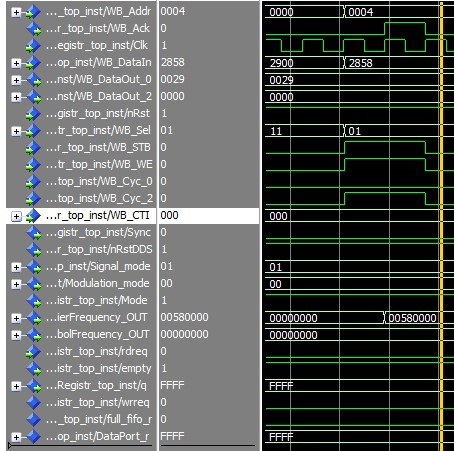 ..._top_inst/WB_Addr 0004 0000 0004
...r_top_inst/WB_Ack 0
...egistr_top_inst/Clk 1
...op_inst/WB_DataIn 2858 2900 2858
...nst/WB_DataOut_0 0029 0029
...nst/WB_DataOut_2 0000 0000
...gistr_top_inst/nRst 1
...tr_top_inst/WB_Sel 01 11 01
...r_top_inst/WB_STB 0
...tr_top_inst/WB_WE 0
...top_inst/WB_Cyc_0 0
...top_inst/WB_Cyc_2 0
...r_top_inst/WB_CTI 000 000
...gistr_top_inst/Sync 0
...r_top_inst/nRstDDS 1
...p_inst/Signal_mode 01 01
...t/Modulation_mode 00 00
...istr_top_inst/Mode 1
...ierFrequency_OUT 00580000 00000000 00580000
...bolFrequency_OUT 00000000 00000000
...istr_top_inst/rdreq 0
...istr_top_inst/empty 1
...Registr_top_inst/q FFFF FFFF
...istr_top_inst/wrreq 0
..._top_inst/full_fifo_r 0
...op_inst/DataPort_r FFFF FFFF